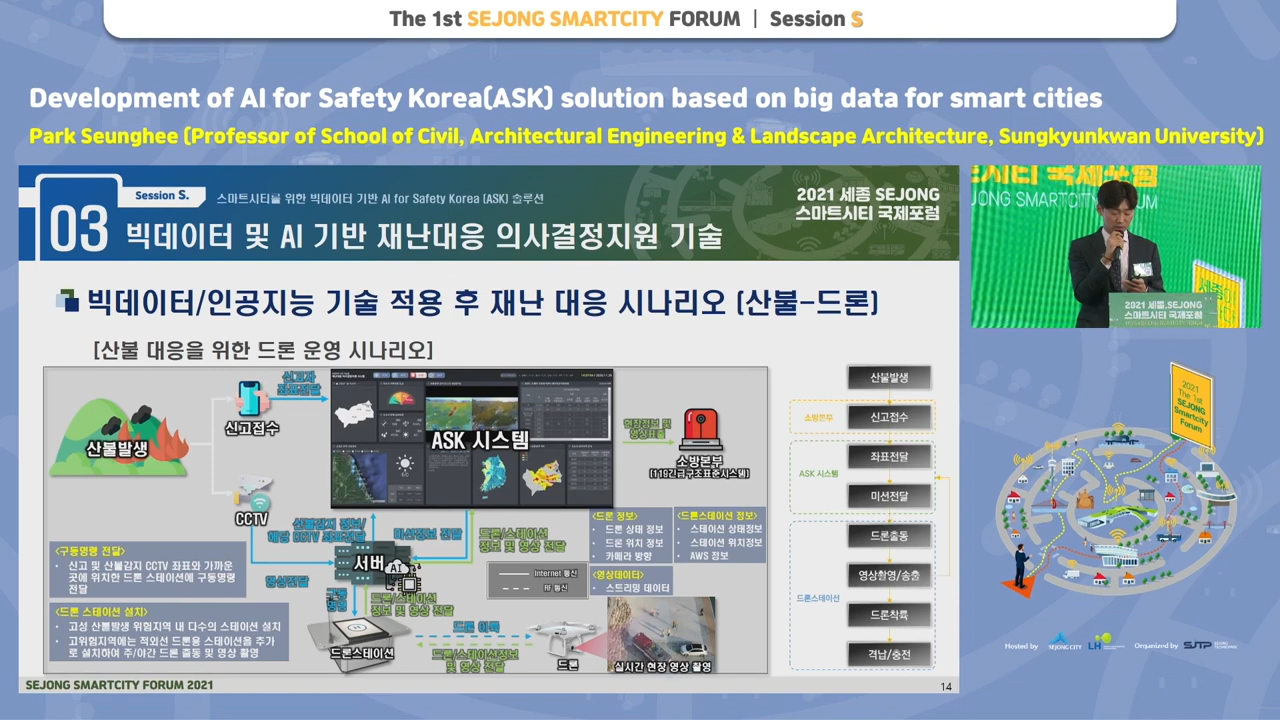 The 1st SEJONG SMARTCITY FORUM | Session S
Development of AI for Safety Korea(ASK) solution based on big data for smart cities
Park Seunghee (Professor of School of Civil, Architectural Engineering & Landscape Architecture, Sungkyunkwan University)
03
Session S.
스마트시티를 위한 빅데이터 기반 AI for Safety Korea (ASK) 솔루션
빅데이터 및 AI 기반 재난대응 의사결정지원 기술
2021 세종 SEJONG
스마트시티 국제포럼
빅데이터/인공지능 기술 적용 후 재난 대응 시나리오 (산불-드론)
[산불 대응을 위한 드론 운영 시나리오]
산불발생
신고접수
신고자
좌표전달
CCTV
ASK 시스템
현장정보 및
영상표출
소방본부
(119긴급구조표준시스템)
산불감지 정보/
해당 CCTV 좌표전달
미션정보 전달
드론/스테이션
정보 및 영상 전달
영상전달
서버
AI
구동
명령
드론/스테이션
정보 및 영상 전달
Internet 통신
RF 통신
<드론 정보>
• 드론 상태 정보
• 드론 위치 정보
• 카메라 방향
<드론스테이션 정보>
• 스테이션 상태정보
• 스테이션 위치정보
• AWS 정보
<영상데이터>
• 스트리밍 데이터
<구동명령 전달>
• 신고 및 산불감지 CCTV 좌표와 가까운
곳에 위치한 드론 스테이션에 구동명령
전달
<드론 스테이션 설치>
• 고성 산불발생 위험지역 내 다수의 스테이션 설치
• 고위험지역에는 적외선 드론용 스테이션을 추가
로 설치하여 주/야간 드론 출동 및 영상 촬영
H
드론스테이션
드론 이륙
드론/스테이션정보
및 영상 전달
드론
실시간 현장 영상 촬영
산불발생
소방본부
신고접수
ASK 시스템
좌표전달
미션전달
드론스테이션
드론출동
영상촬영/송출
드론착륙
격납/충전
SEJONG SMARTCITY FORUM 2021
14
JONG SMARTCITY FORUM
2021 세종.SEJONG
스마트시티 국제포럼
2021
The 1st
SEJONG
Smartcity
Forum
Hosted by
SEJONG CITY
LH
Organized by
SJTP